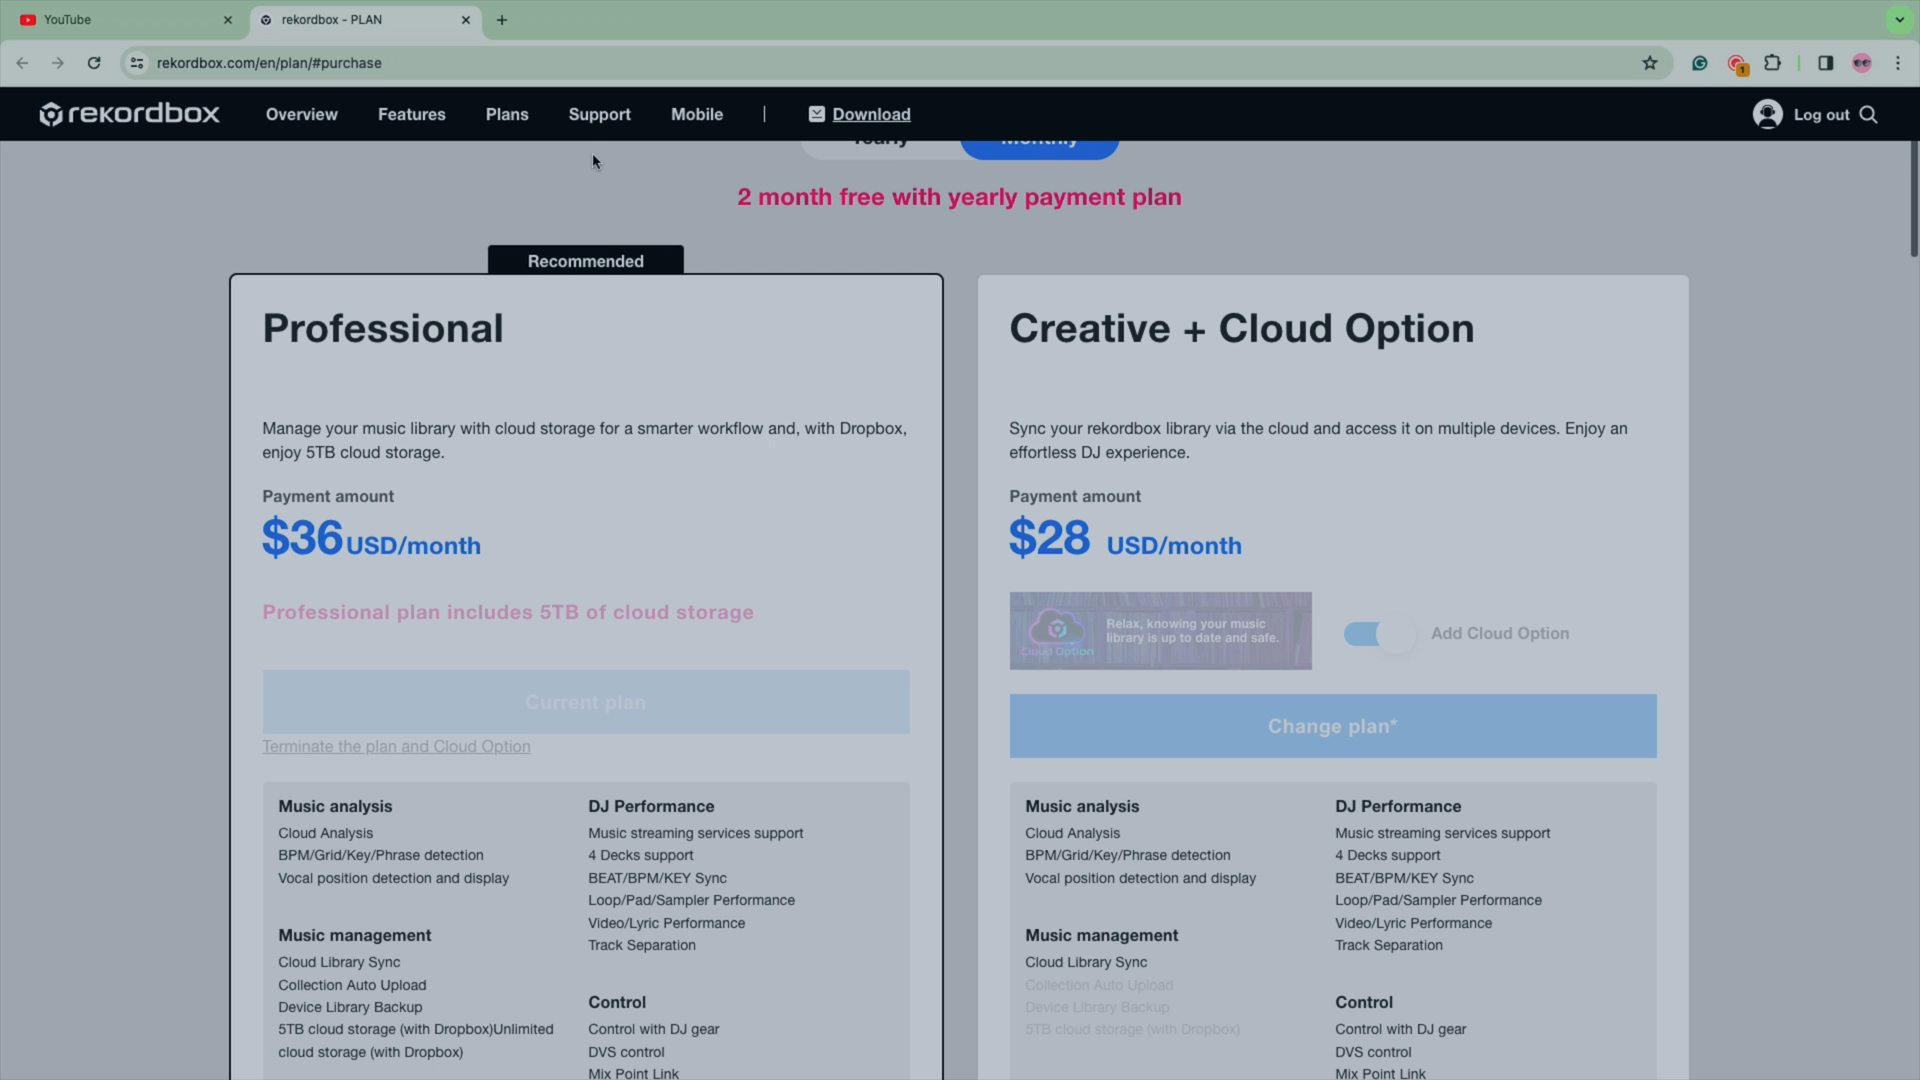 YouTube
rekordbox - PLAN
rekordbox.com/en/plan/#purchase
1
rekordbox
Overview
Features
Plans
Support
Mobile
Download
Log out
Yearly
Monthly
2 month free with yearly payment plan
Recommended
Professional
Manage your music library with cloud storage for a smarter workflow and, with Dropbox,
enjoy 5TB cloud storage.
Payment amount
$36 USD/month
Professional plan includes 5TB of cloud storage
Current plan
Terminate the plan and Cloud Option
Music analysis
Cloud Analysis
BPM/Grid/Key/Phrase detection
Vocal position detection and display
Music management
Cloud Library Sync
Collection Auto Upload
Device Library Backup
5TB cloud storage (with Dropbox)Unlimited
cloud storage (with Dropbox)
DJ Performance
Music streaming services support
4 Decks support
BEAT/BPM/KEY Sync
Loop/Pad/Sampler Performance
Video/Lyric Performance
Track Separation
Control
Control with DJ gear
DVS control
Mix Point Link
Creative + Cloud Option
Sync your rekordbox library via the cloud and access it on multiple devices. Enjoy an
effortless DJ experience.
Payment amount
$28 USD/month
Cloud Option
Relax, knowing your music
library is up to date and safe.
Add Cloud Option
Change plan*
Music analysis
Cloud Analysis
BPM/Grid/Key/Phrase detection
Vocal position detection and display
Music management
Cloud Library Sync
Collection Auto Upload
Device Library Backup
5TB cloud storage (with Dropbox)
DJ Performance
Music streaming services support
4 Decks support
BEAT/BPM/KEY Sync
Loop/Pad/Sampler Performance
Video/Lyric Performance
Track Separation
Control
Control with DJ gear
DVS control
Mix Point Link